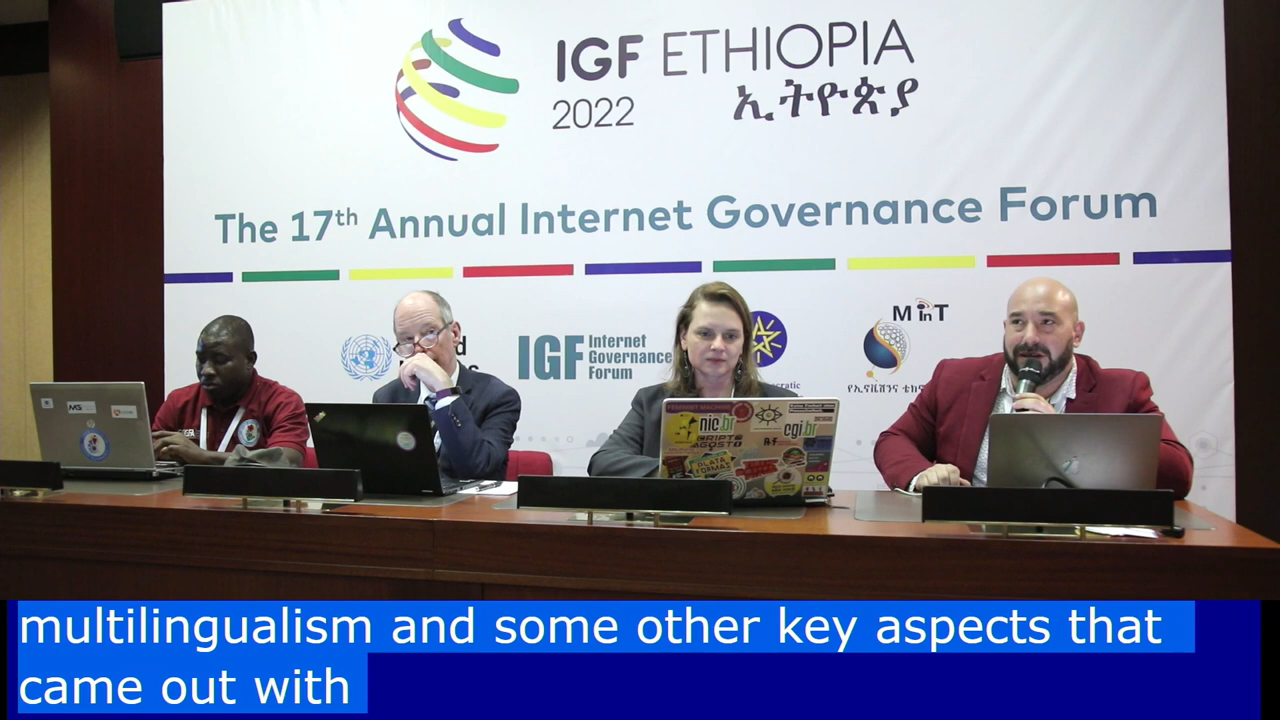 IGF ETHIOPIA
2022 ኢትዮጵያ
The 17th Annual Internet Governance Forum
M in T
IGF Internet
Governance
Forum
nic.br
cgi.br
multilingualism and some other key aspects that
came out with